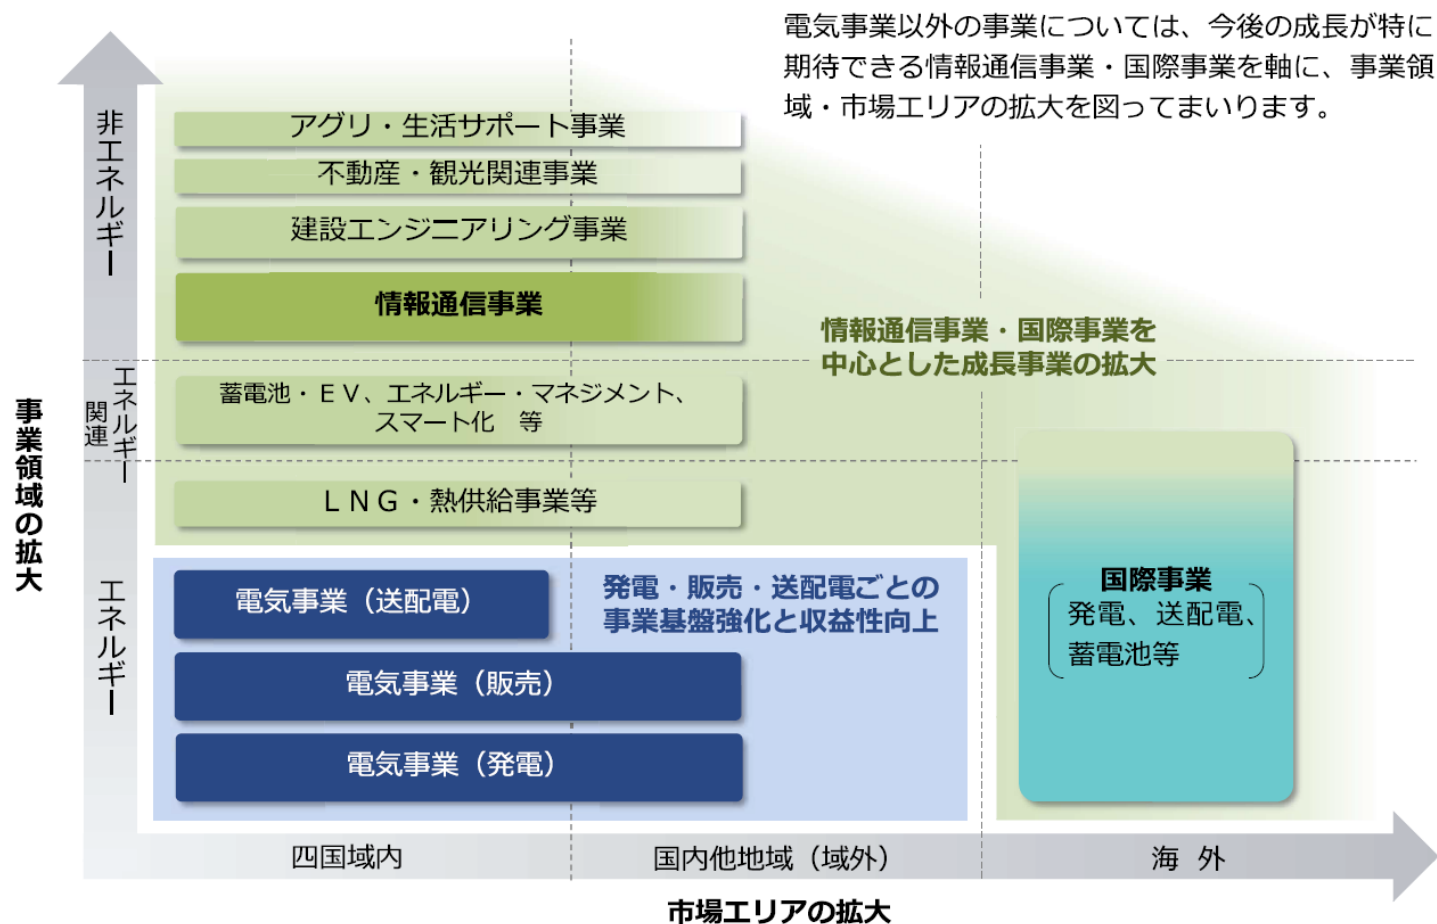 電気事業以外の事業については、今後の成長が特に
期待できる情報通信事業・国際事業を軸に、事業領
域・市場エリアの拡大を図ってまいります。
事業領域の拡大
非エネルギー
アグリ・生活サポート事業
不動産・観光関連事業
建設エンジニアリング事業
情報通信事業
情報通信事業・国際事業を
中心とした成長事業の拡大
エネルギー
関連
蓄電池・ＥＶ、エネルギー・マネジメント、
スマート化　等
エネルギー
ＬＮＧ・熱供給事業等
電気事業（送配電）
発電・販売・送配電ごとの
事業基盤強化と収益性向上
電気事業（販売）
電気事業（発電）
国際事業
発電、送配電、
蓄電池等
四国域内
国内他地域（域外）
海 外
市場エリアの拡大